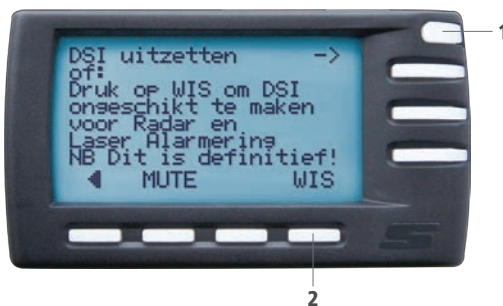 1
DSI uitzetten ->
of:
Druk op WIS om DSI
ongeschikt te maken
voor Radar en
Laser Alarmering
NB Dit is definitief!
◀ MUTE WIS
2